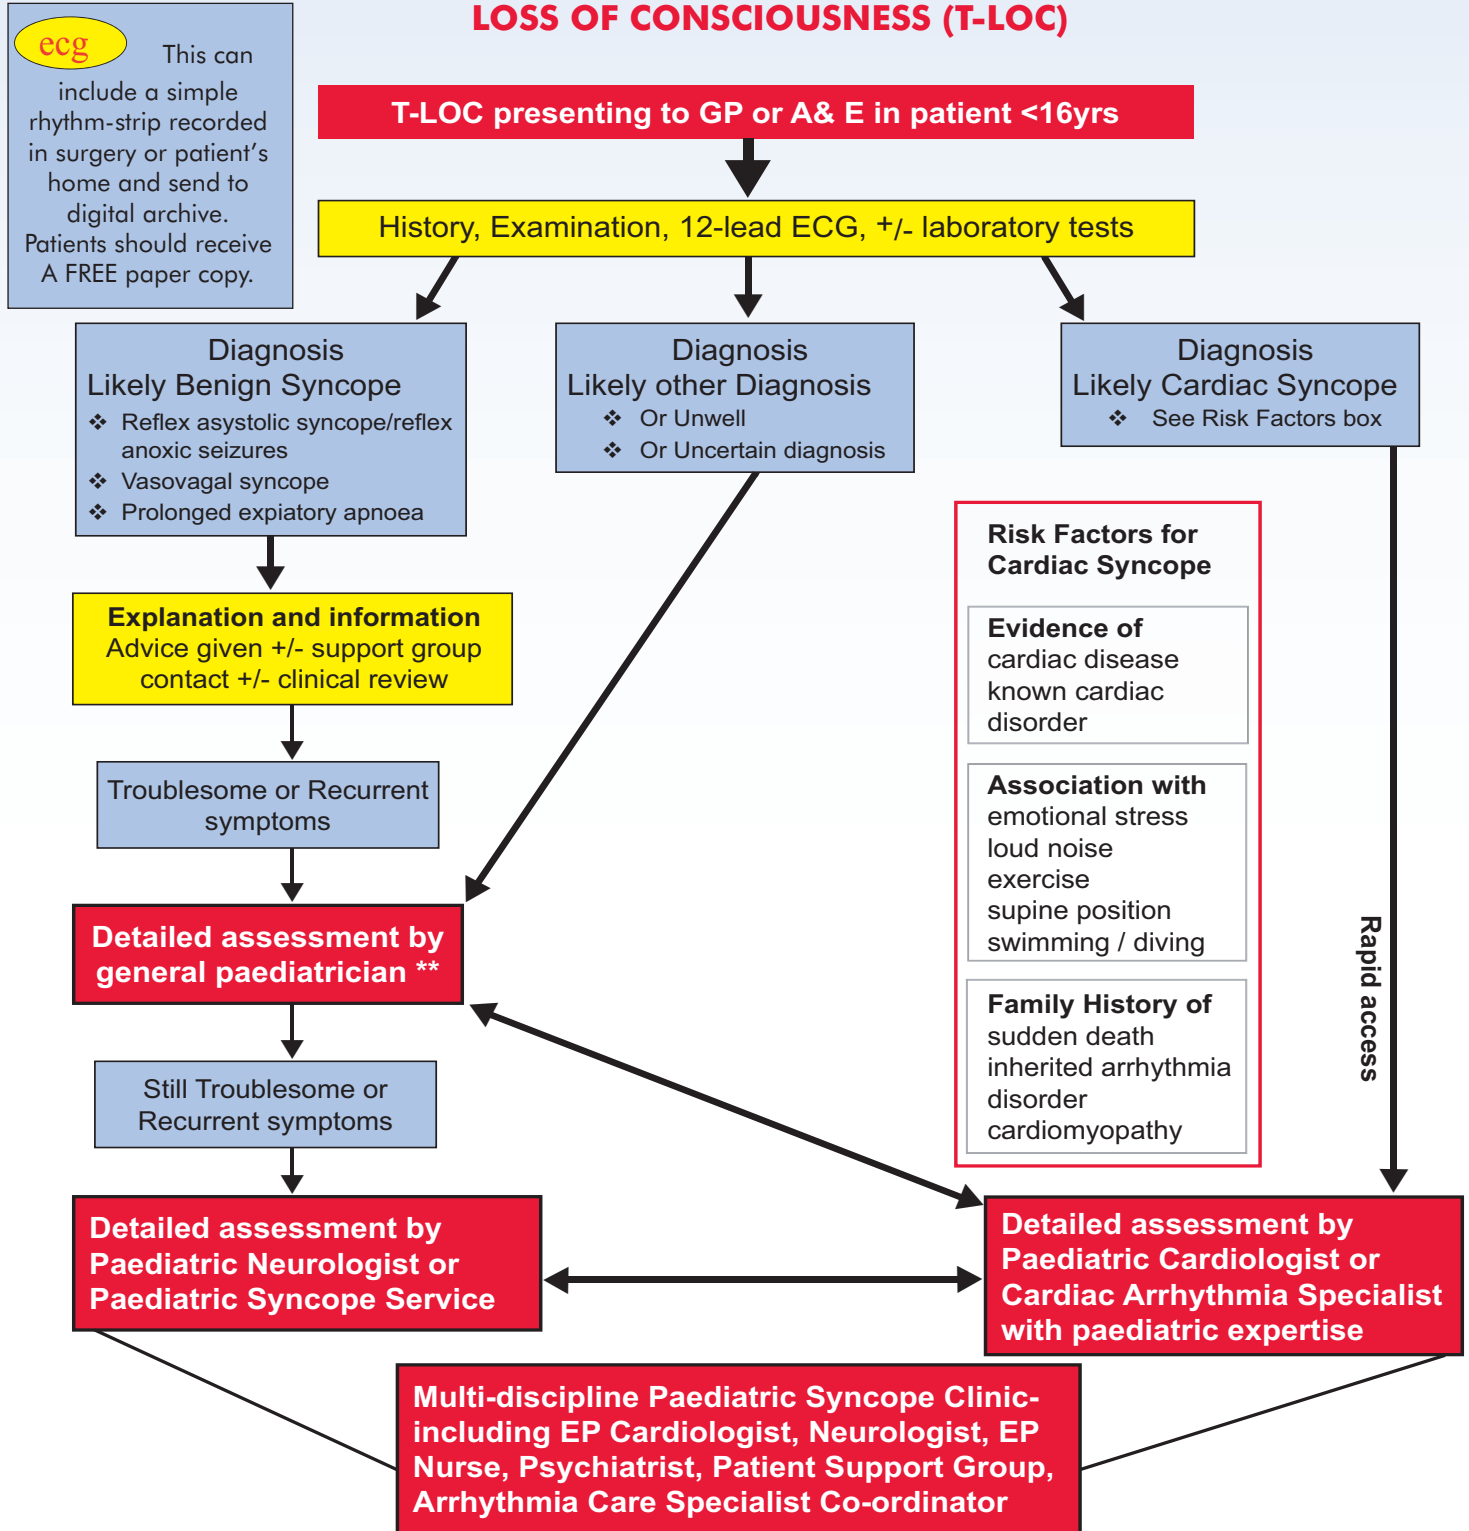 LOSS OF CONSCIOUSNESS (T-LOC)
ecg This can
include a simple
rhythm-strip recorded
in surgery or patient's
home and send to
digital archive.
Patients should receive
A FREE paper copy.
T-LOC presenting to GP or A& E in patient <16yrs
History, Examination, 12-lead ECG, +/- laboratory tests
Diagnosis
Likely Benign Syncope
❖ Reflex asystolic syncope/reflex
anoxic seizures
❖ Vasovagal syncope
❖ Prolonged expiatory apnoea
Diagnosis
Likely other Diagnosis
❖ Or Unwell
❖ Or Uncertain diagnosis
Diagnosis
Likely Cardiac Syncope
❖ See Risk Factors box
Explanation and information
Advice given +/- support group
contact +/- clinical review
Troublesome or Recurrent
symptoms
Detailed assessment by
general paediatrician **
Still Troublesome or
Recurrent symptoms
Risk Factors for
Cardiac Syncope
Evidence of
cardiac disease
known cardiac
disorder
Association with
emotional stress
loud noise
exercise
supine position
swimming / diving
Family History of
sudden death
inherited arrhythmia
disorder
cardiomyopathy
Rapid access
Detailed assessment by
Paediatric Neurologist or
Paediatric Syncope Service
Detailed assessment by
Paediatric Cardiologist or
Cardiac Arrhythmia Specialist
with paediatric expertise
Multi-discipline Paediatric Syncope Clinic-
including EP Cardiologist, Neurologist, EP
Nurse, Psychiatrist, Patient Support Group,
Arrhythmia Care Specialist Co-ordinator